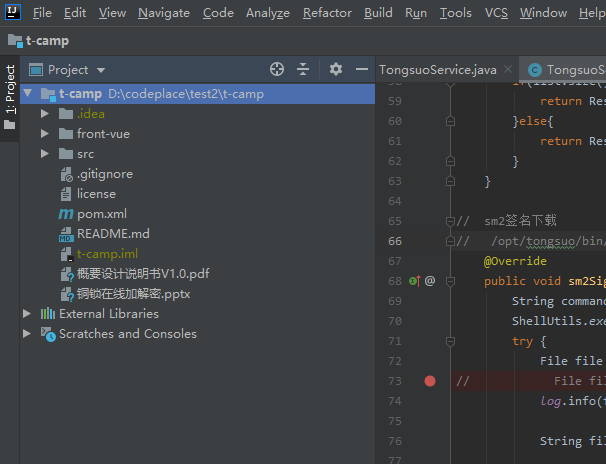 File Edit View Navigate Code Analyze Refactor Build Run Tools VCS Window Help
t-camp
1: Project
Project
TongsuoService.java
t-camp D:\codeplace\test2\t-camp
.idea
front-vue
src
.gitignore
license
pom.xml
README.md
t-camp.iml
概要设计说明书V1.0.pdf
铜锁在线加解密.pptx
External Libraries
Scratches and Consoles
59 return Res
60 }else{
61 return Res
62 }
63 }
64
65 // sm2签名下载
66 // /opt/tongsuo/bin/
67 @Override
68 @ public void sm2Sig
69 String comman
70 ShellUtils.exe
71 try {
72 File file
73 // File fil
74 log.info(
75
76 String fil
77